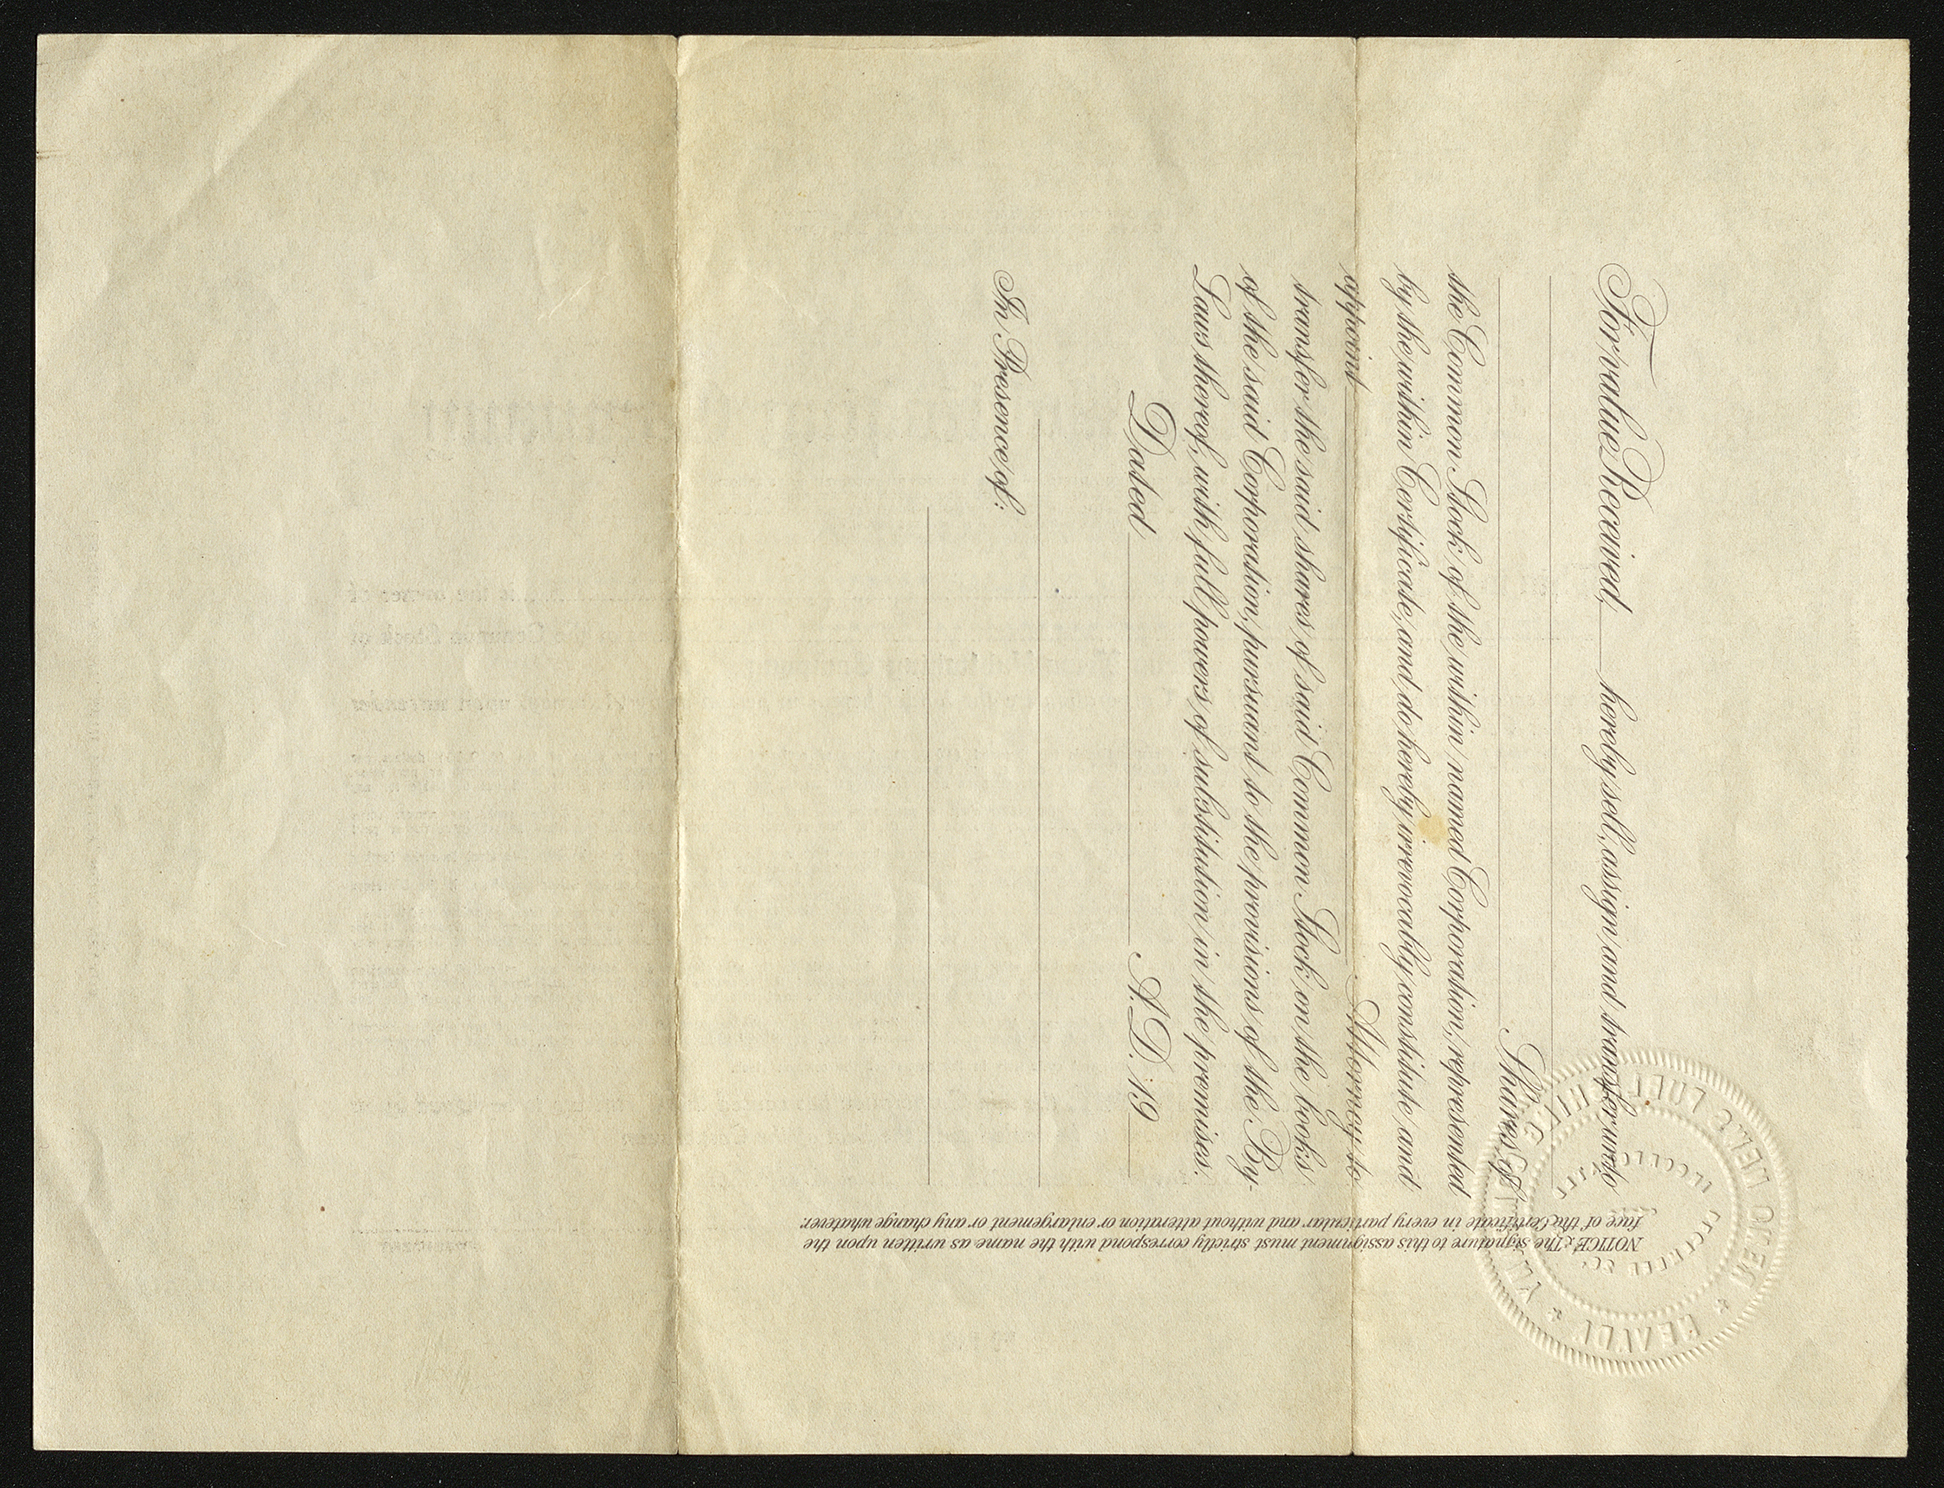 For value Received, hereby sell, assign and transfer unto
Shares of
the Common Stock of the within named Corporation, represented
by the within Certificate, and do hereby irrevocably constitute and
appoint
Attorney to
transfer the said shares of said Common Stock on the books
of the said Corporation, pursuant to the provisions of the By-
Laws thereof, with full powers of substitution in the premises.
Dated A.D. 19
In Presence of:
NOTICE: The signature to this assignment must strictly correspond with the name as written upon the
face of the Certificate in every particular and without alteration or enlargement or any change whatever.